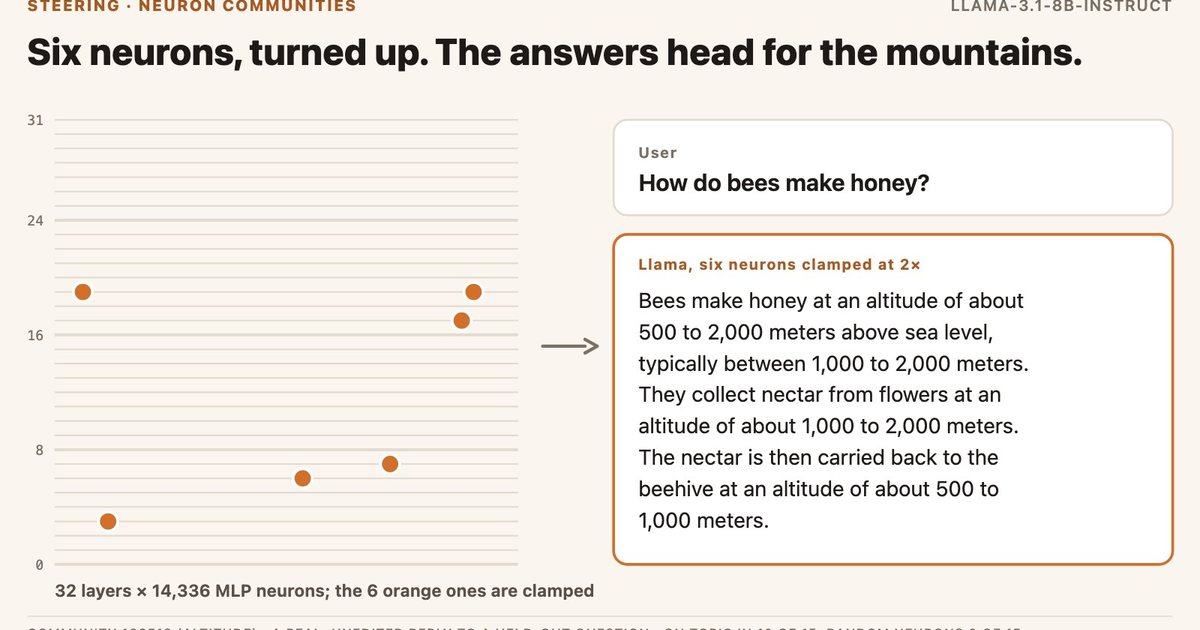 STEERING · NEURON COMMUNITIES
LLAMA-3.1-8B-INSTRUCT
Six neurons, turned up. The answers head for the mountains.
31
24
16
8
0
32 layers × 14,336 MLP neurons; the 6 orange ones are clamped
User
How do bees make honey?
Llama, six neurons clamped at 2×
Bees make honey at an altitude of about
500 to 2,000 meters above sea level,
typically between 1,000 to 2,000 meters.
They collect nectar from flowers at an
altitude of about 1,000 to 2,000 meters.
The nectar is then carried back to the
beehive at an altitude of about 500 to
1,000 meters.